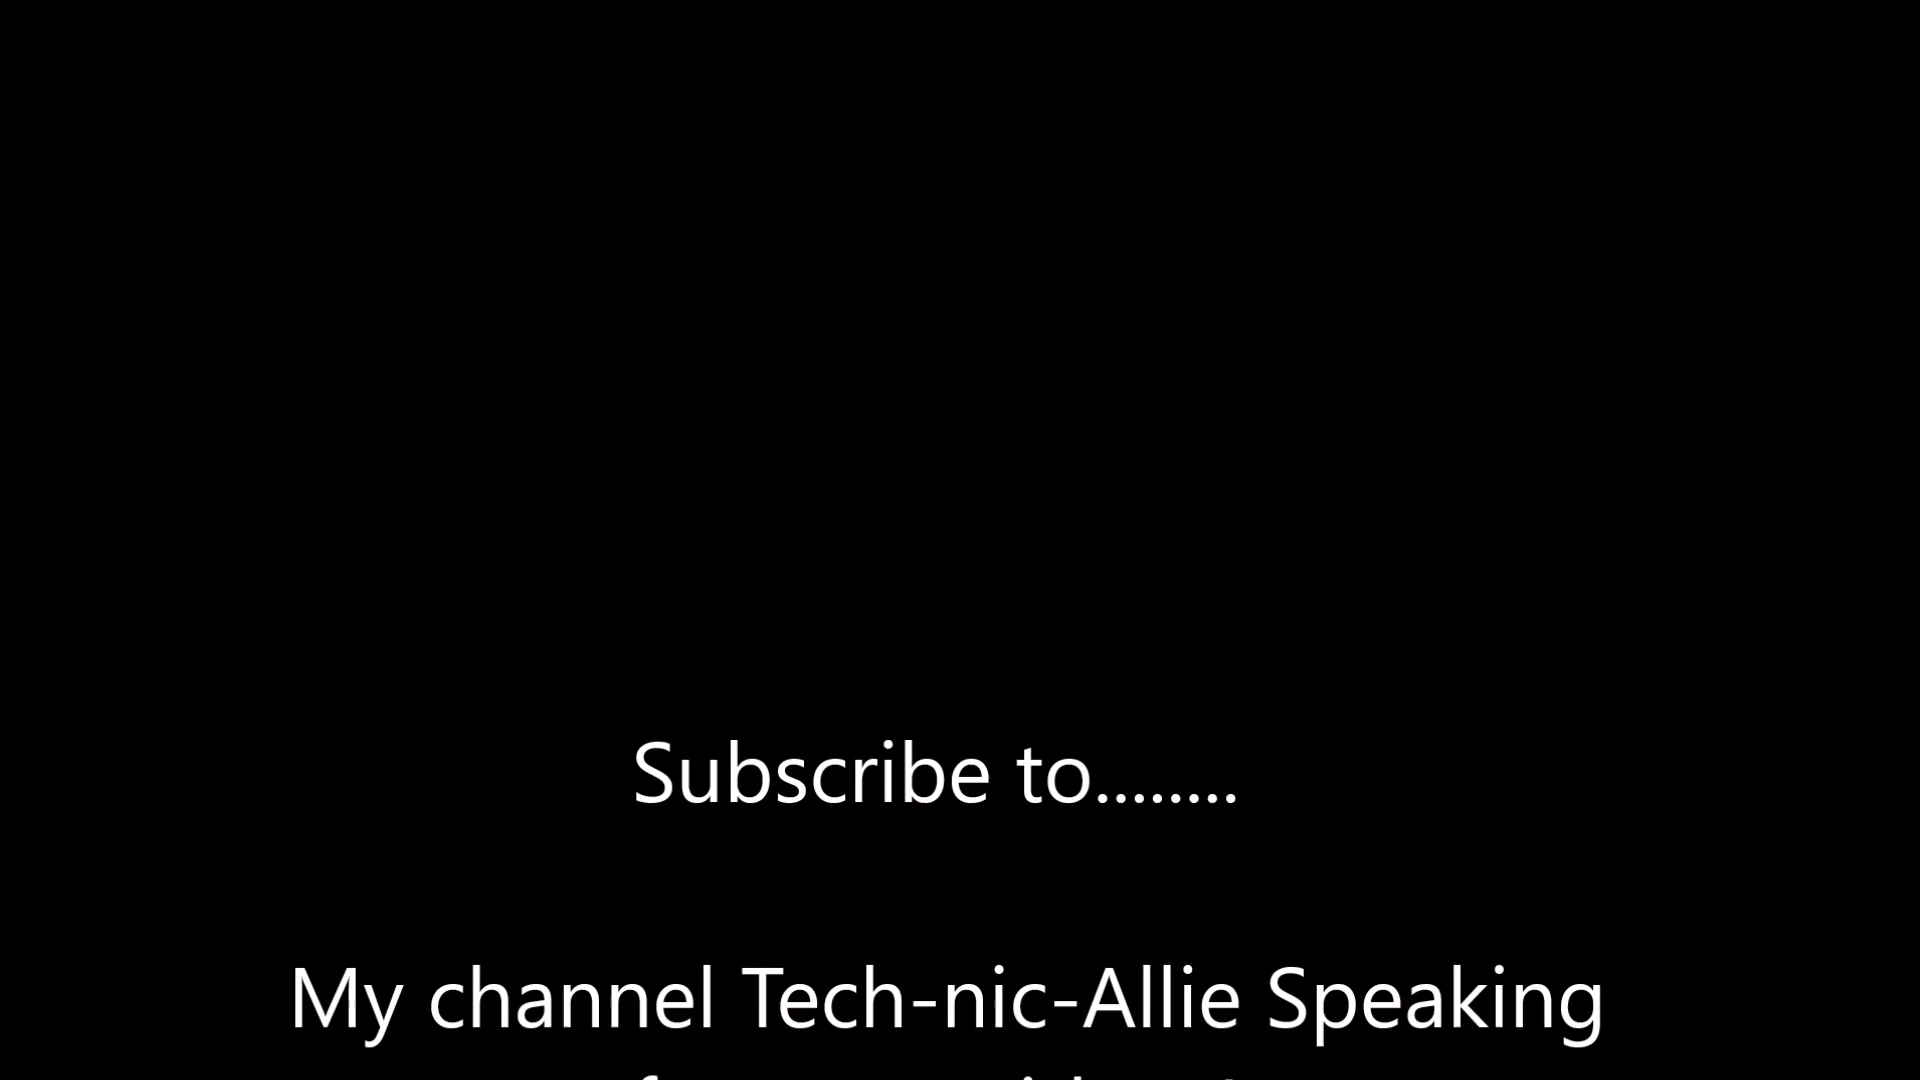 Subscribe to........
My channel Tech-nic-Allie Speaking